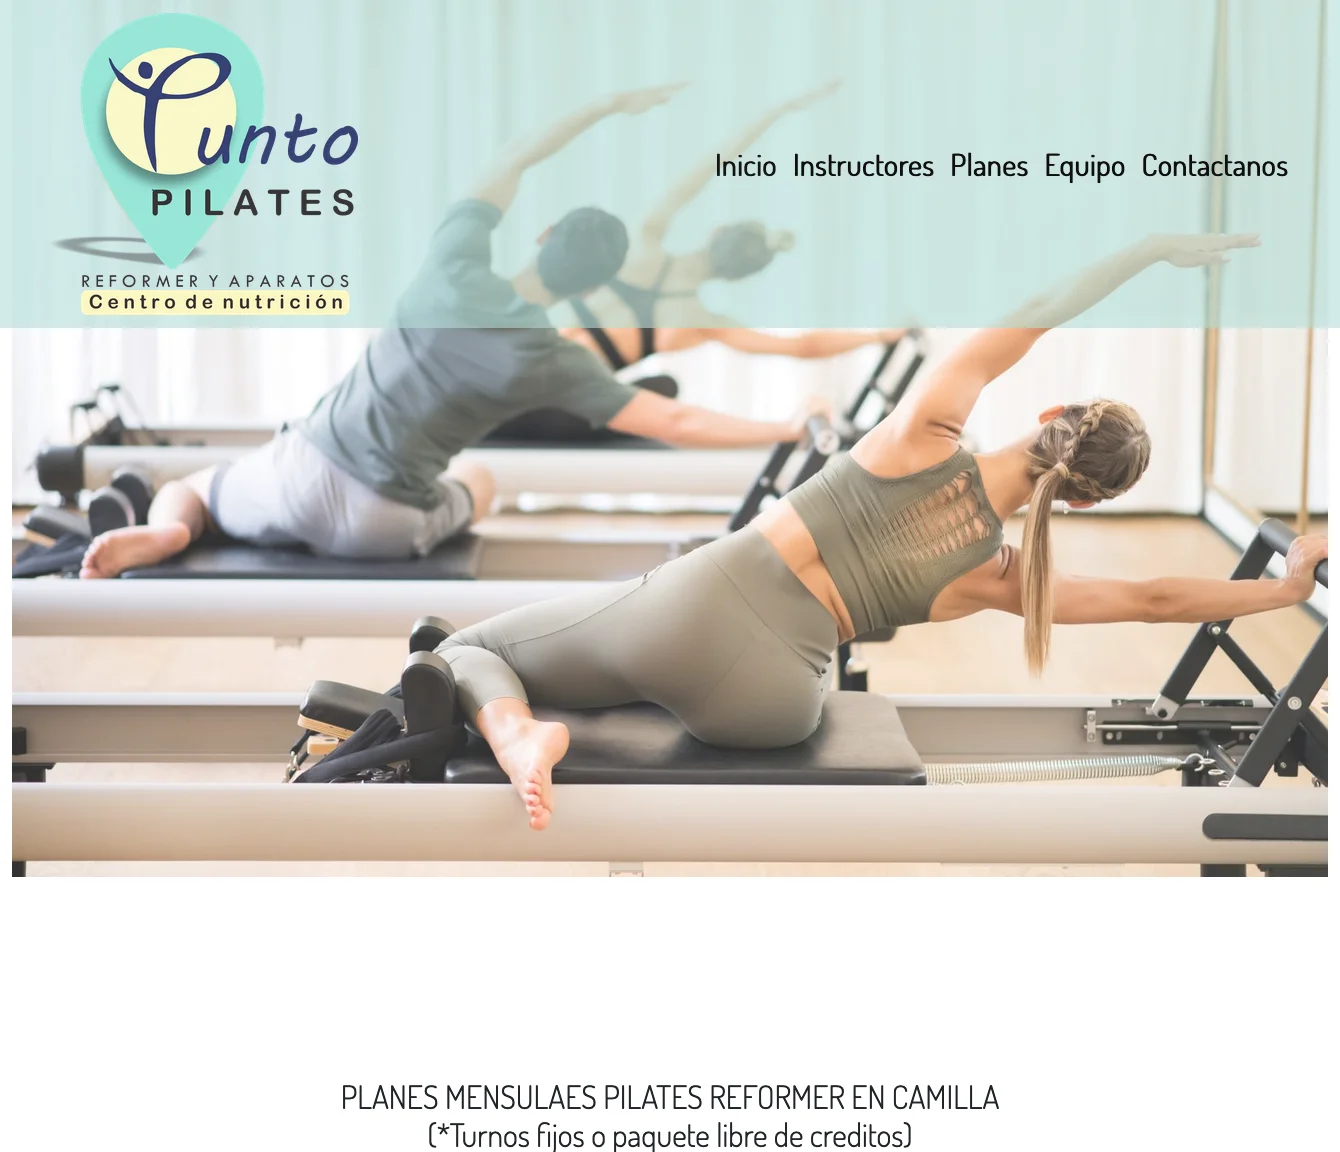 Punto
PILATES
REFORMER Y APARATOS
Centro de nutrición
Inicio Instructores Planes Equipo Contactanos
PLANES MENSULAES PILATES REFORMER EN CAMILLA
(*Turnos fijos o paquete libre de creditos)